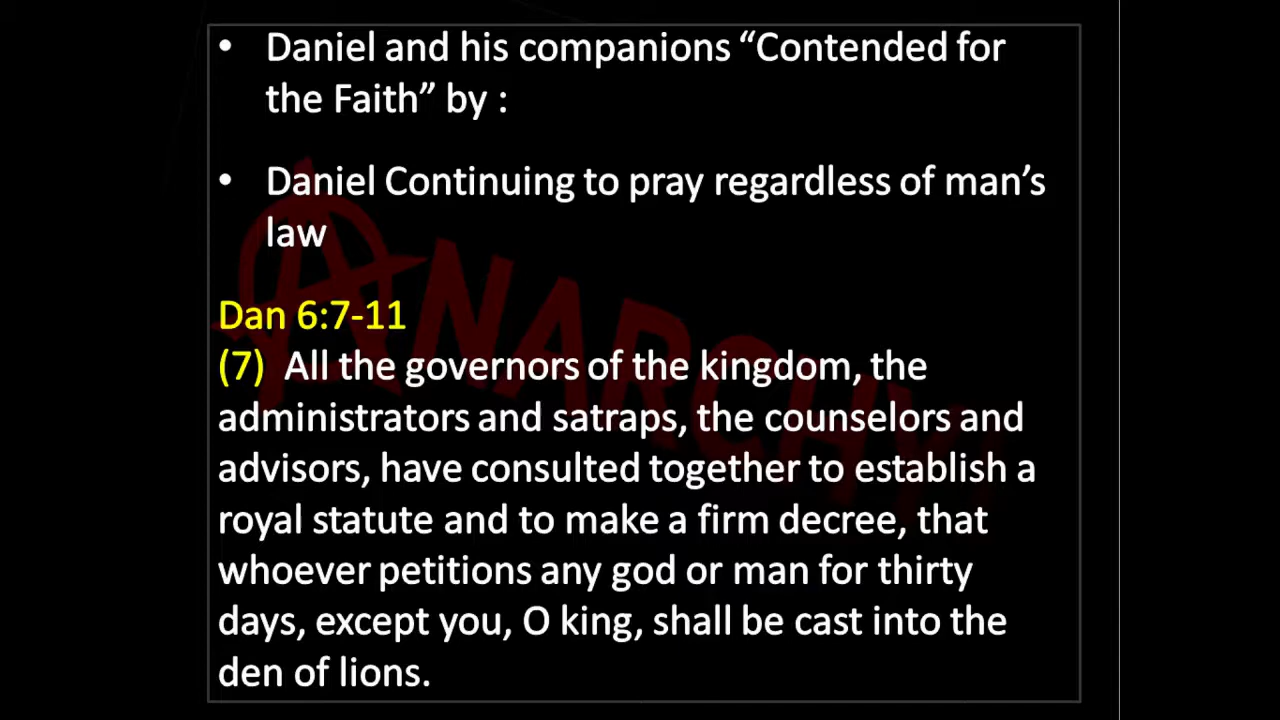 • Daniel and his companions “Contended for
the Faith” by :
• Daniel Continuing to pray regardless of man’s
law
Dan 6:7-11
(7) All the governors of the kingdom, the
administrators and satraps, the counselors and
advisors, have consulted together to establish a
royal statute and to make a firm decree, that
whoever petitions any god or man for thirty
days, except you, O king, shall be cast into the
den of lions.
ANARCHY!